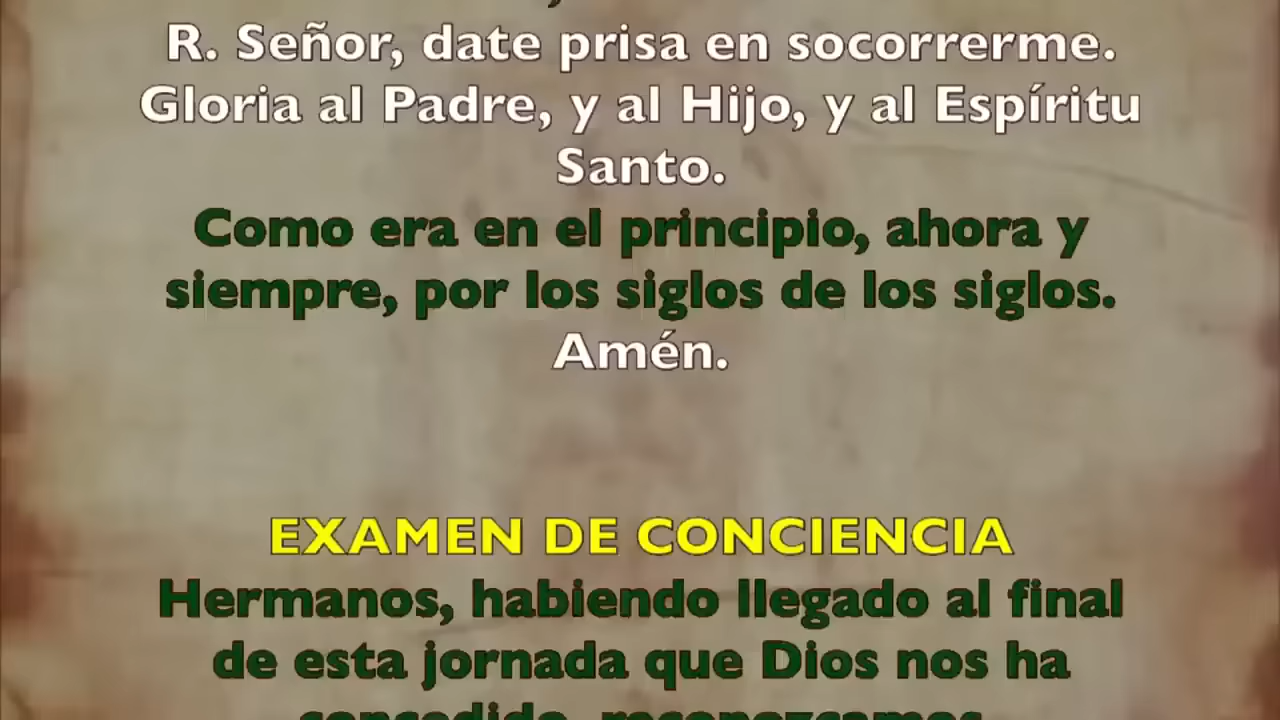 R. Señor, date prisa en socorrerme.
Gloria al Padre, y al Hijo, y al Espíritu
Santo.
Como era en el principio, ahora y
siempre, por los siglos de los siglos.
Amén.
EXAMEN DE CONCIENCIA
Hermanos, habiendo llegado al final
de esta jornada que Dios nos ha
concedido, reconozcamos